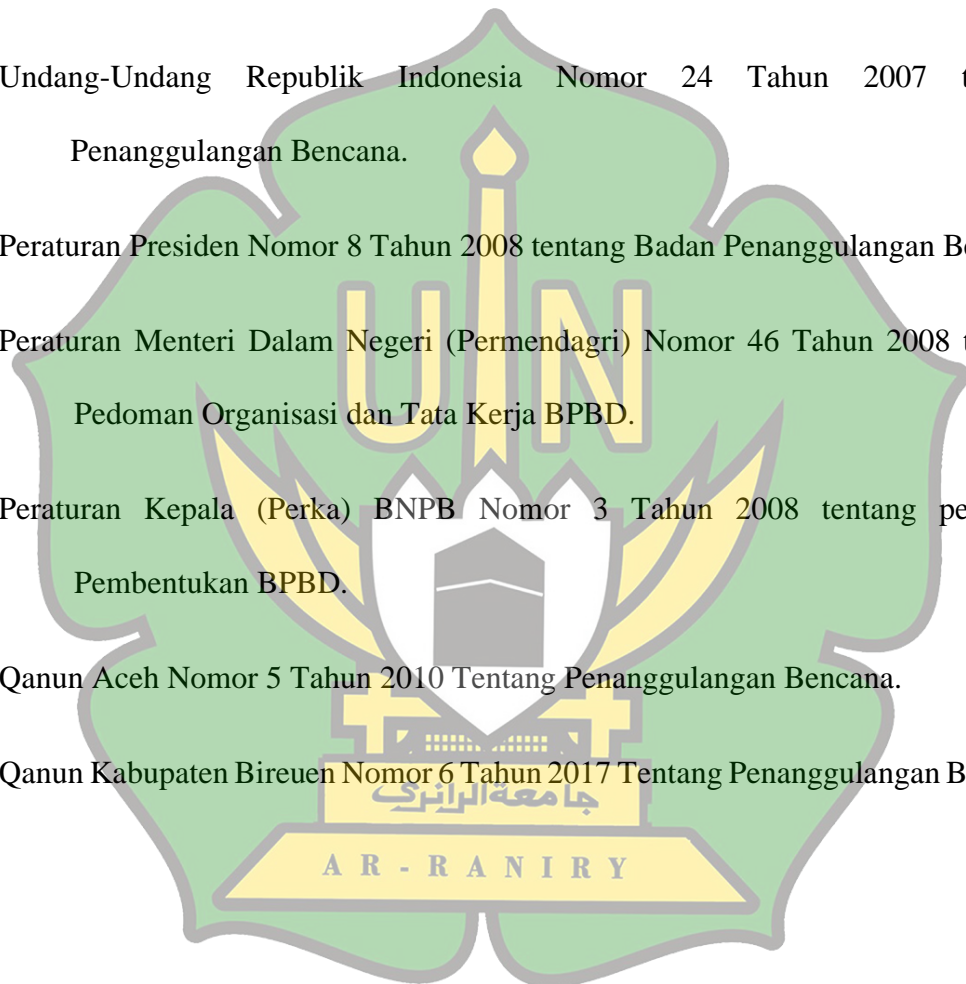 Undang-Undang Republik Indonesia Nomor 24 Tahun 2007
Penanggulangan Bencana.
Peraturan Presiden Nomor 8 Tahun 2008 tentang Badan Penanggulangan
UIN
Peraturan Menteri Dalam Negeri (Permendagri) Nomor 46 Tahun 2008
Pedoman Organisasi dan Tata Kerja BPBD.
Peraturan Kepala (Perka) BNPB Nomor 3 Tahun 2008 tentang
Pembentukan BPBD.
Qanun Aceh Nomor 5 Tahun 2010 Tentang Penanggulangan Bencana.
Qanun Kabupaten Bireuen Nomor 6 Tahun 2017 Tentang Penanggulangan
جامعة الرانري
AR-RANIRY